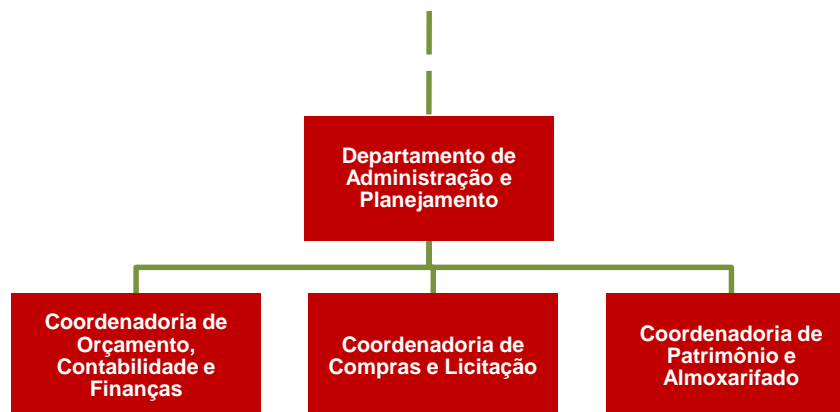 Departamento de
Administração e
Planejamento
Coordenadoria de
Orçamento,
Contabilidade e
Finanças
Coordenadoria de
Compras e Licitação
Coordenadoria de
Patrimônio e
Almoxarifado